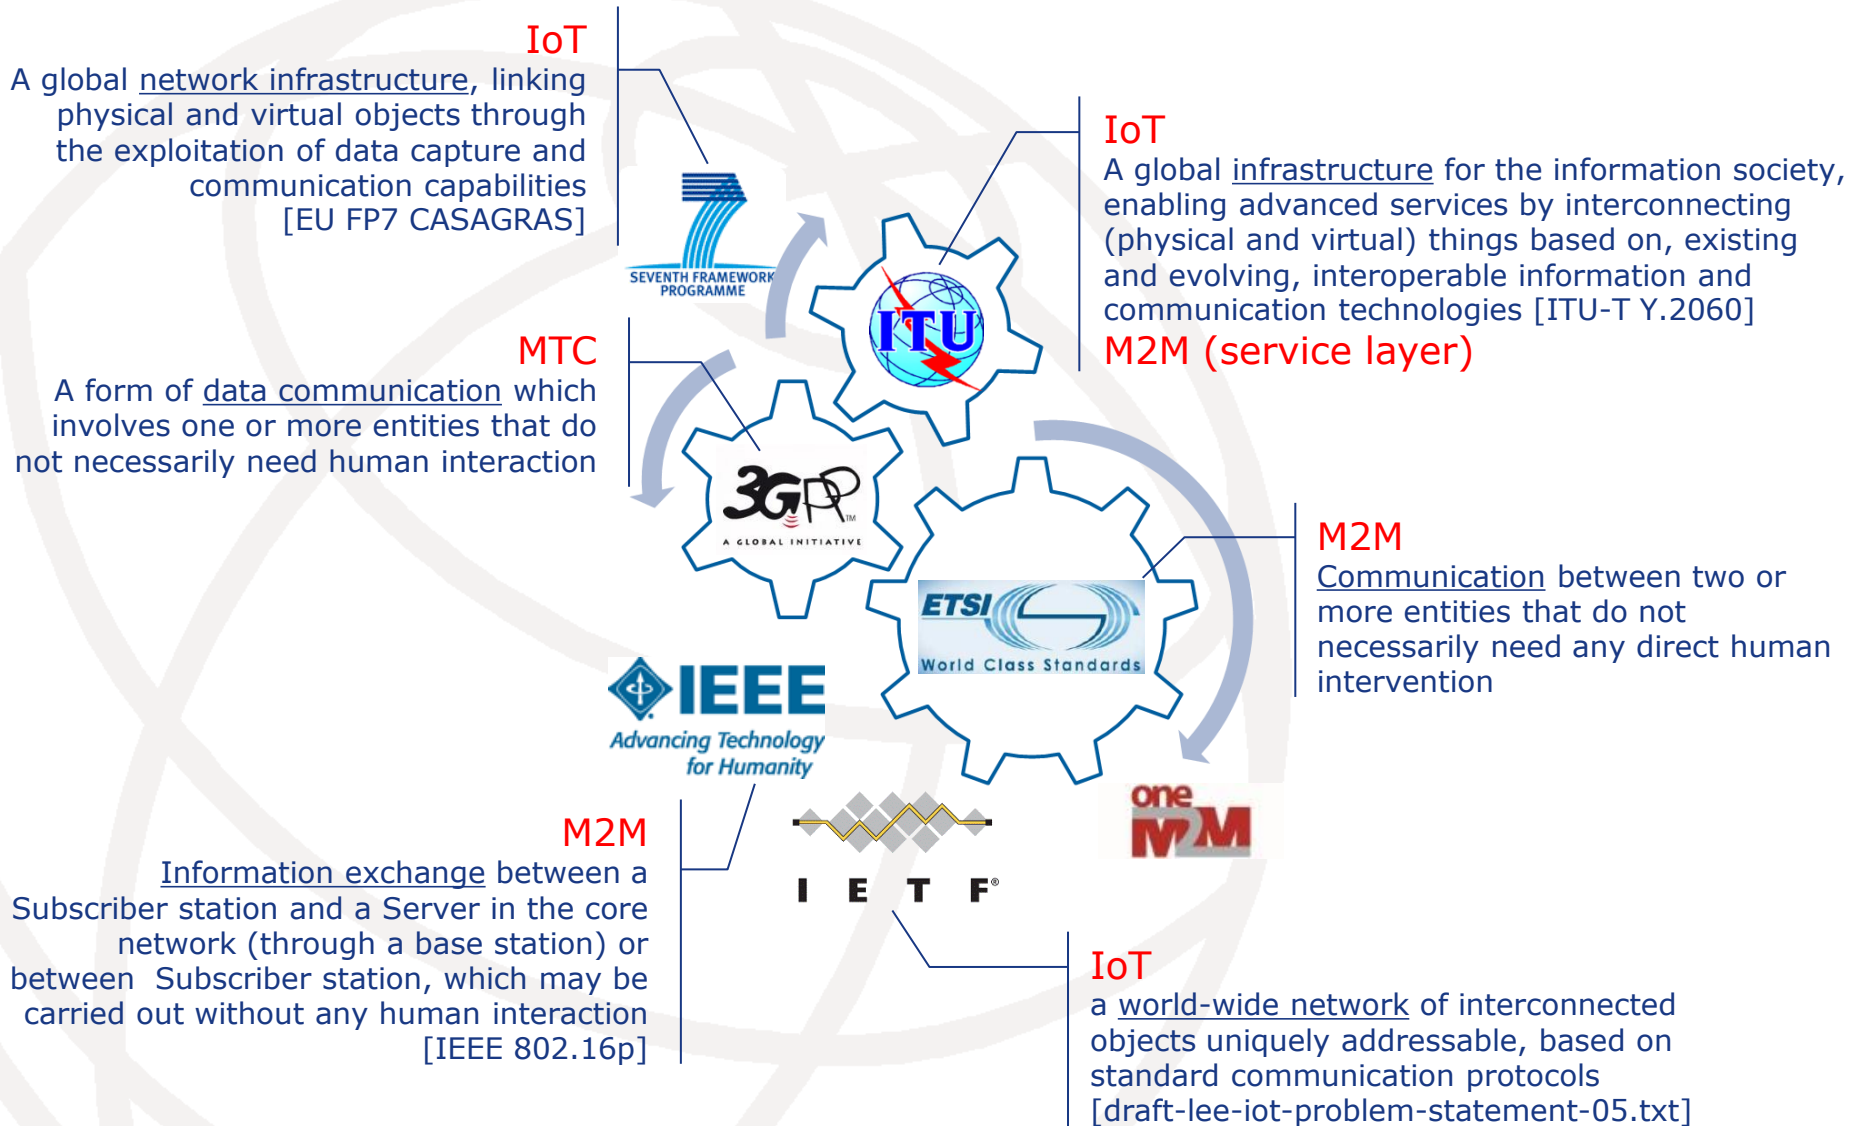 IoT
A global network infrastructure, linking
physical and virtual objects through
the exploitation of data capture and
communication capabilities
[EU FP7 CASAGRAS]
SEVENTH FRAMEWORK
PROGRAMME
IoT
A global infrastructure for the information society,
enabling advanced services by interconnecting
(physical and virtual) things based on, existing
and evolving, interoperable information and
communication technologies [ITU-T Y.2060]
M2M (service layer)
ITU
MTC
A form of data communication which
involves one or more entities that do
not necessarily need human interaction
3GPP
TM
A GLOBAL INITIATIVE
M2M
Communication between two or
more entities that do not
necessarily need any direct human
intervention
ETSI
World Class Standards
IEEE
Advancing Technology
for Humanity
one
M2M
M2M
Information exchange between a
Subscriber station and a Server in the core
network (through a base station) or
between  Subscriber station, which may be
carried out without any human interaction
[IEEE 802.16p]
I E T F®
IoT
a world-wide network of interconnected
objects uniquely addressable, based on
standard communication protocols
[draft-lee-iot-problem-statement-05.txt]